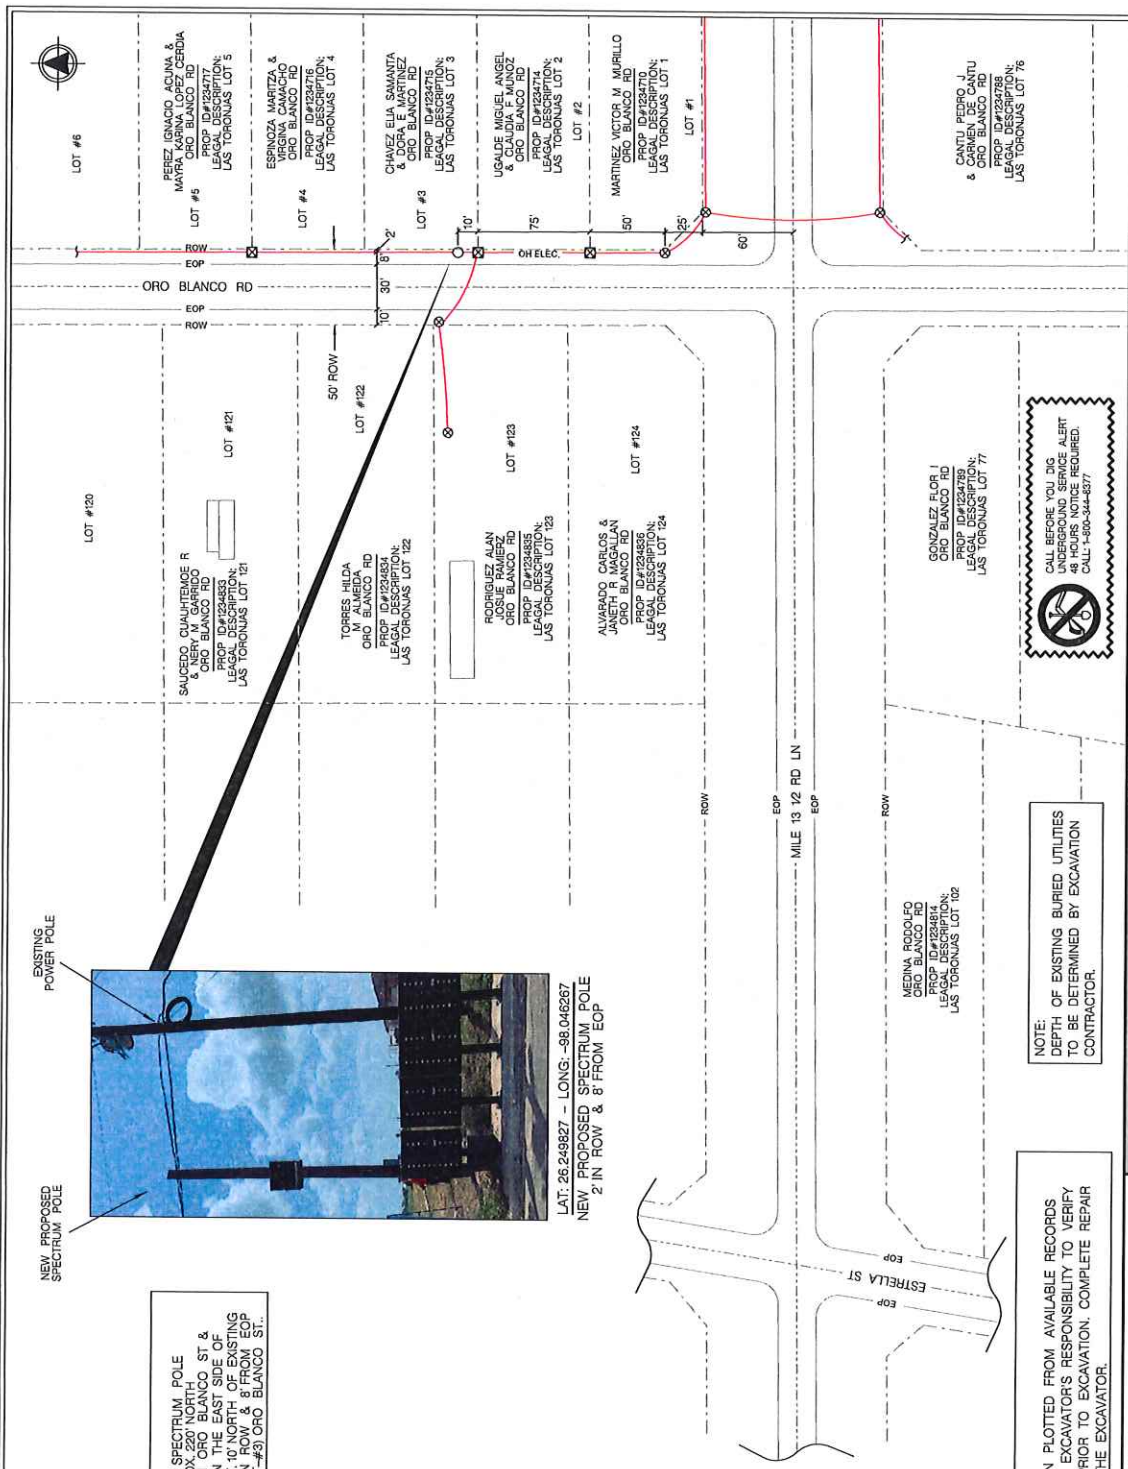 LOT #6
PEREZ IGNACIO ACUNA &
MAYRA KARINA LOPEZ CERDIA
ORO BLANCO RD
PROP ID#1234717
LEAGAL DESCRIPTION:
LAS TORONJAS LOT 5
LOT #5
ESPINOZA MARITZA &
VIRGINA CAMACHO
ORO BLANCO RD
PROP ID#1234716
LEAGAL DESCRIPTION:
LAS TORONJAS LOT 4
LOT #4
CHAVEZ ELIA SAMANTA
& DORA E MARTINEZ
ORO BLANCO RD
PROP ID#1234715
LEAGAL DESCRIPTION:
LAS TORONJAS LOT 3
LOT #3
UGALDE MIGUEL ANGEL
& CLAUDIA F MUNOZ
ORO BLANCO RD
PROP ID#1234714
LEAGAL DESCRIPTION:
LAS TORONJAS LOT 2
LOT #2
MARTINEZ VICTOR M MURILLO
ORO BLANCO RD
PROP ID#1234710
LEAGAL DESCRIPTION:
LAS TORONJAS LOT 1
LOT #1
CANTU PEDRO J
& CARMEN DE CANTU
ORO BLANCO RD
PROP ID#1234788
LEAGAL DESCRIPTION:
LAS TORONJAS LOT 76
ROW
EOP
ORO BLANCO RD
EOP
ROW
2'
8'
30'
10'
10'
75'
OH ELEC.
50'
25'
60'
50' ROW
LOT #120
LOT #121
SAUCEDO CUAUHTEMOE R
& NERY M GARRIDO
ORO BLANCO RD
PROP ID#1234833
LEAGAL DESCRIPTION:
LAS TORONJAS LOT 121
LOT #122
TORRES HILDA
M ALMEIDA
ORO BLANCO RD
PROP ID#1234834
LEAGAL DESCRIPTION:
LAS TORONJAS LOT 122
LOT #123
RODRIGUEZ ALAN
JOSUE RAMIERZ
ORO BLANCO RD
PROP ID#1234835
LEAGAL DESCRIPTION:
LAS TORONJAS LOT 123
LOT #124
ALVARADO CARLOS &
JANETH R MAGALLAN
ORO BLANCO RD
PROP ID#1234836
LEAGAL DESCRIPTION:
LAS TORONJAS LOT 124
GONZALEZ FLOR I
ORO BLANCO RD
PROP ID#1234789
LEAGAL DESCRIPTION:
LAS TORONJAS LOT 77
CALL BEFORE YOU DIG
UNDERGROUND SERVICE ALERT
48 HOURS NOTICE REQUIRED.
CALL: 1-800-344-8377
ROW
EOP
MILE 13 1/2 RD LN
EOP
ROW
MEDINA RODOLFO
ORO BLANCO RD
PROP ID#1234814
LEAGAL DESCRIPTION:
LAS TORONJAS LOT 102
NOTE:
DEPTH OF EXISTING BURIED UTILITIES
TO BE DETERMINED BY EXCAVATION
CONTRACTOR.
EXISTING
POWER POLE
NEW PROPOSED
SPECTRUM POLE
LAT: 26.249827 - LONG: -98.046267
NEW PROPOSED SPECTRUM POLE
2' IN ROW & 8' FROM EOP
EOP
ESTRELLA ST
EOP
SPECTRUM POLE
OX. 220' NORTH
ORO BLANCO ST &
N THE EAST SIDE OF
10' NORTH OF EXISTING
N ROW & 8' FROM EOP
#3) ORO BLANCO ST..
N PLOTTED FROM AVAILABLE RECORDS
EXCAVATOR'S RESPONSIBILITY TO VERIFY
PRIOR TO EXCAVATION. COMPLETE REPAIR
HE EXCAVATOR.